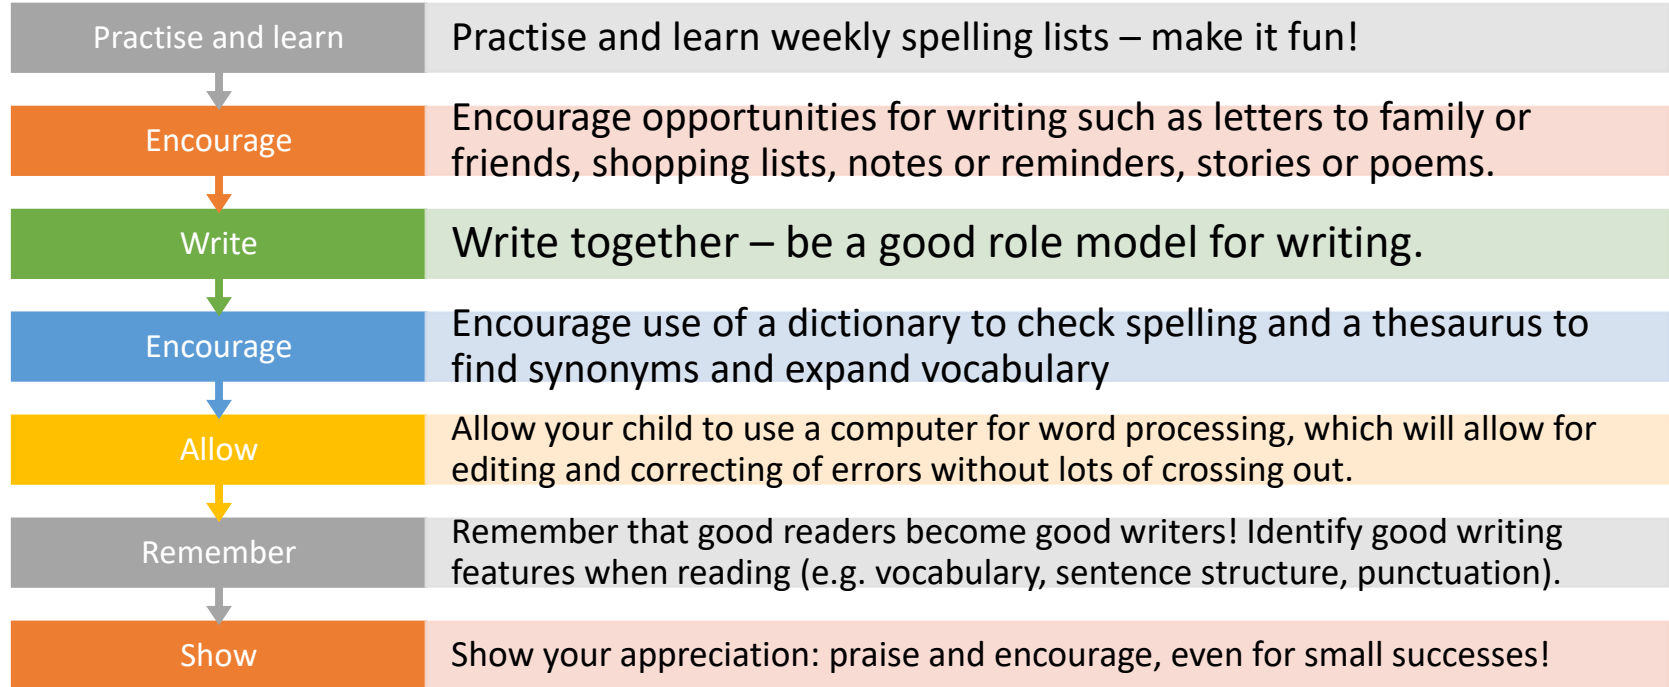 Practise and learn
Practise and learn weekly spelling lists – make it fun!
Encourage
Encourage opportunities for writing such as letters to family or
friends, shopping lists, notes or reminders, stories or poems.
Write
Write together – be a good role model for writing.
Encourage
Encourage use of a dictionary to check spelling and a thesaurus to
find synonyms and expand vocabulary
Allow
Allow your child to use a computer for word processing, which will allow for
editing and correcting of errors without lots of crossing out.
Remember
Remember that good readers become good writers! Identify good writing
features when reading (e.g. vocabulary, sentence structure, punctuation).
Show
Show your appreciation: praise and encourage, even for small successes!